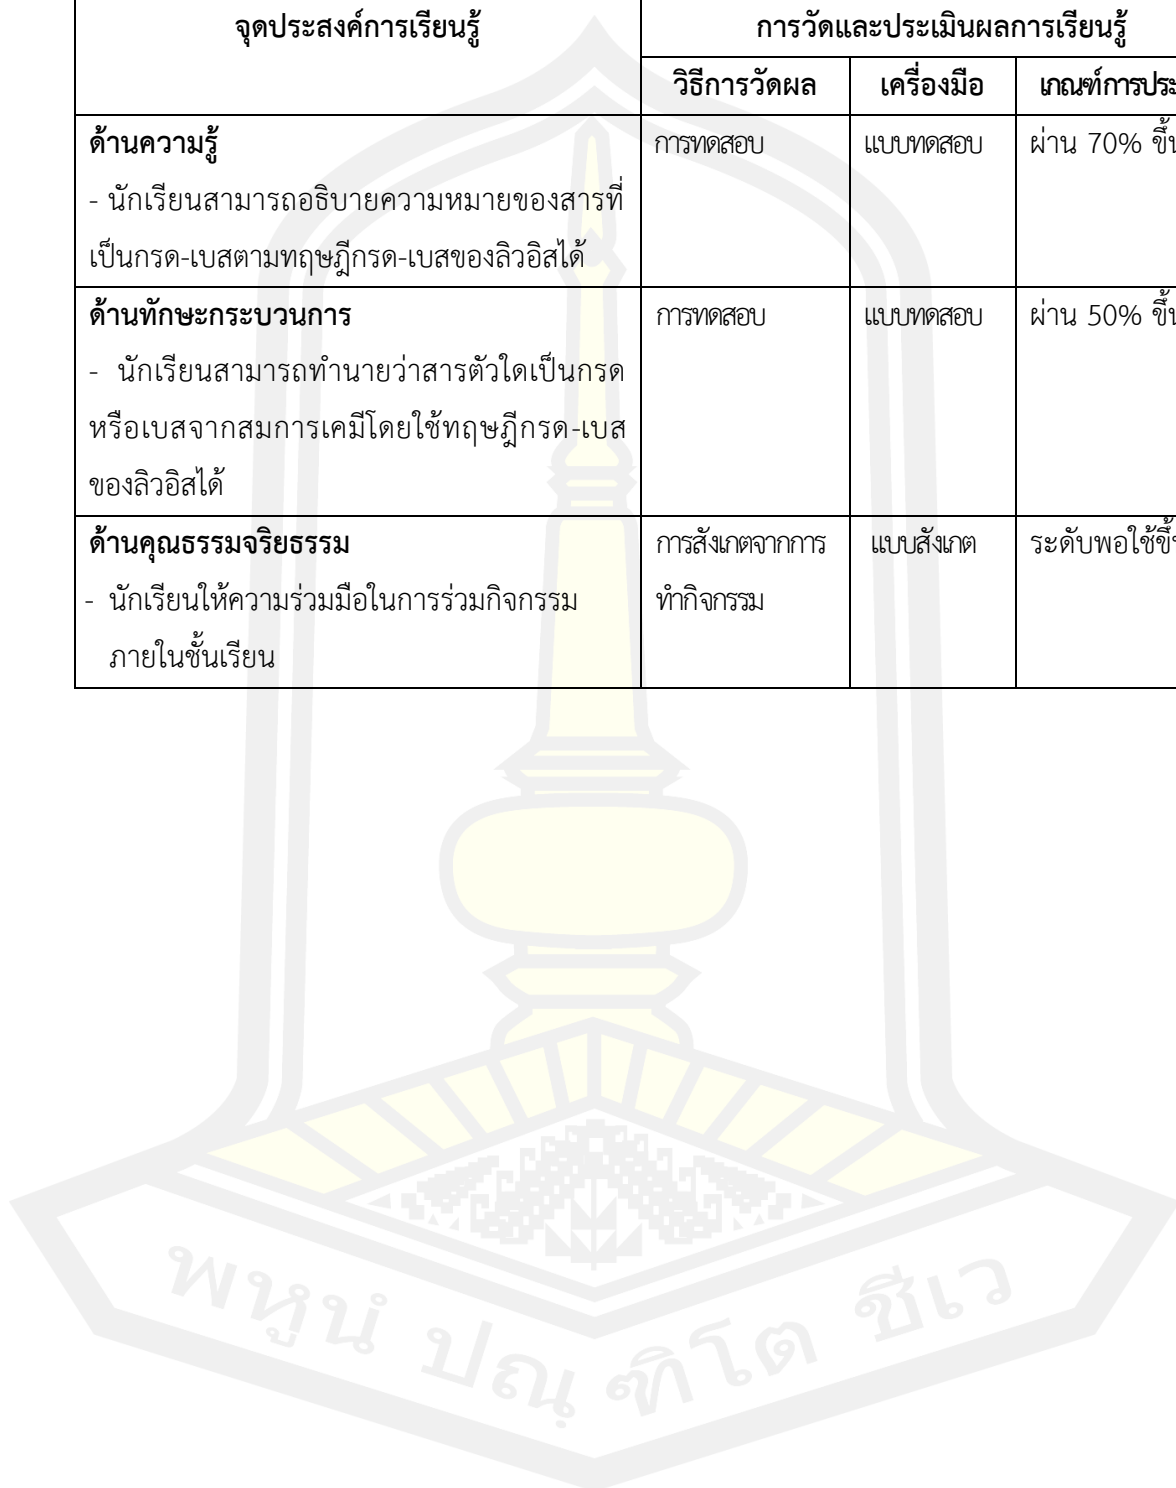 จุดประสงค์การเรียนรู้ การวัดและประเมินผลการเรียนรู้
วิธีการวัดผล เครื่องมือ
ด้านความรู้ การทดสอบ แบบทดสอบ ผ่าน 70%
- นักเรียนสามารถอธิบายความหมายของสารที่
เป็นกรด-เบสตามทฤษฎีกรด-เบสของลิวอิสได้
ด้านทักษะกระบวนการ การทดสอบ แบบทดสอบ ผ่าน 50%
- นักเรียนสามารถทำนายว่าสารตัวใดเป็นกรด
หรือเบสจากสมการเคมีโดยใช้ทฤษฎีกรด-เบส
ของลิวอิสได้
ด้านคุณธรรมจริยธรรม การสังเกตจากการ แบบสังเกต ระดับพอใช้
- นักเรียนให้ความร่วมมือในการร่วมกิจกรรม ทำกิจกรรม
ภายในชั้นเรียน
พหูนํ ปณฺฑิโต ชีเว